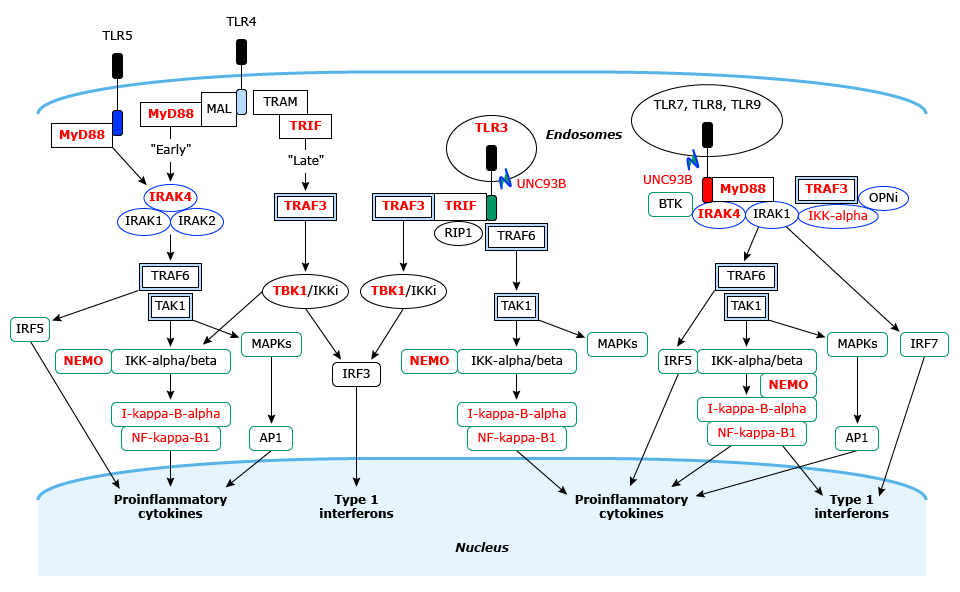 TLR4
TLR5
TLR7, TLR8, TLR9
TRAM
MyD88
MAL
TRIF
TLR3
Endosomes
MyD88
"Early"
"Late"
UNC93B
UNC93B
MyD88
TRAF3
IRAK4
BTK
OPNi
TRAF3
TRAF3
TRIF
IRAK4
IRAK1
IKK-alpha
IRAK1
IRAK2
RIP1
TRAF6
TRAF6
TRAF6
TBK1/IKKi
TBK1/IKKi
TAK1
TAK1
TAK1
IRF5
MAPKs
MAPKs
MAPKs
IRF7
NEMO
IKK-alpha/beta
NEMO
IKK-alpha/beta
IRF5
IKK-alpha/beta
IRF3
NEMO
I-kappa-B-alpha
I-kappa-B-alpha
I-kappa-B-alpha
NF-kappa-B1
AP1
NF-kappa-B1
NF-kappa-B1
AP1
Proinflammatory
cytokines
Type 1
interferons
Proinflammatory
cytokines
Type 1
interferons
Nucleus